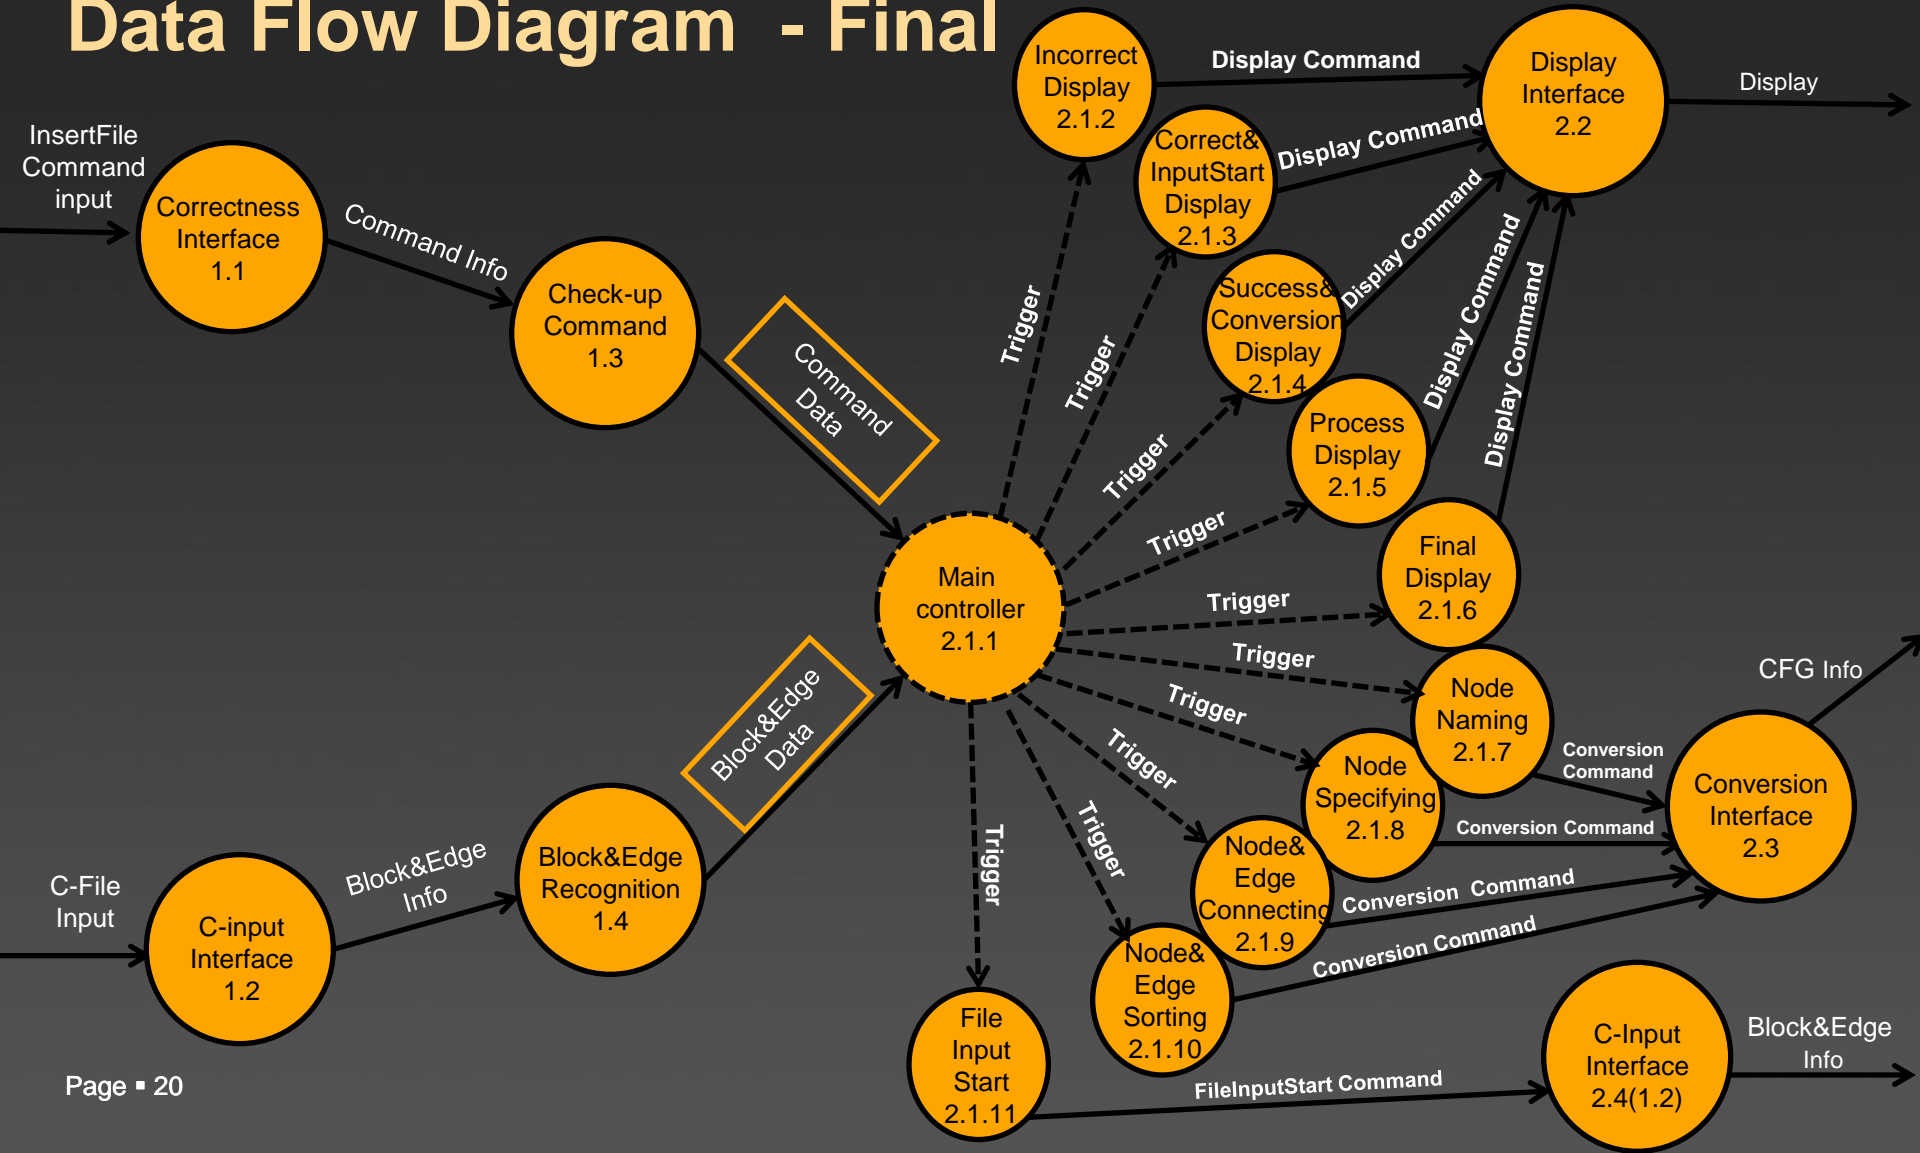 Data Flow Diagram  - Final
InsertFile
Command
input
Correctness
Interface
1.1
Command Info
Check-up
Command
1.3
Command
Data
C-File
Input
C-input
Interface
1.2
Block&Edge
Info
Block&Edge
Recognition
1.4
Block&Edge
Data
Main
controller
2.1.1
Trigger
Trigger
Trigger
Trigger
Trigger
Trigger
Trigger
Trigger
Trigger
Trigger
Incorrect
Display
2.1.2
Correct&
InputStart
Display
2.1.3
Success&
Conversion
Display
2.1.4
Process
Display
2.1.5
Final
Display
2.1.6
Node
Naming
2.1.7
Node
Specifying
2.1.8
Node&
Edge
Connecting
2.1.9
Node&
Edge
Sorting
2.1.10
File
Input
Start
2.1.11
Display Command
Display Command
Display Command
Display Command
Display Command
Display
Interface
2.2
Display
Conversion
Command
Conversion Command
Conversion  Command
Conversion Command
Conversion
Interface
2.3
CFG Info
FileInputStart Command
C-Input
Interface
2.4(1.2)
Block&Edge
Info
Page ▪ 20